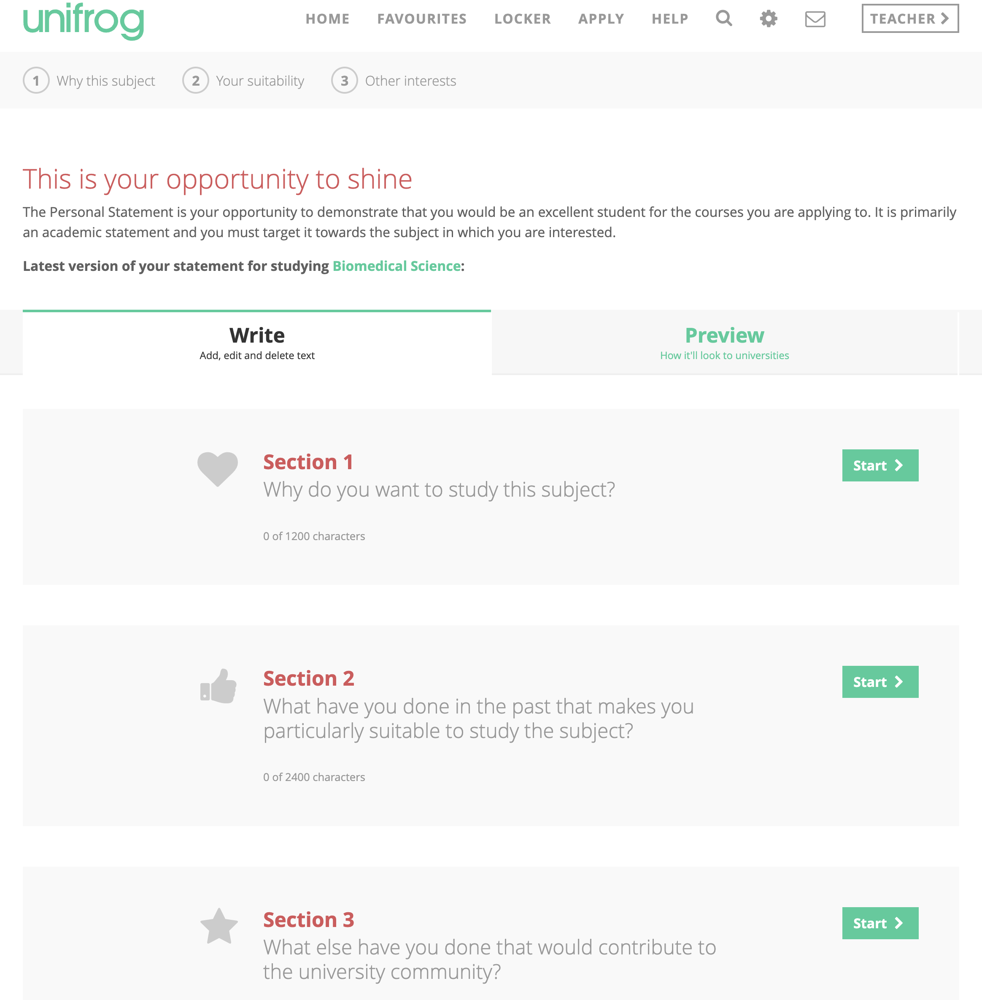 unifrog
HOME FAVOURITES LOCKER APPLY HELP TEACHER
1 Why this subject 2 Your suitability 3 Other interests
This is your opportunity to shine
The Personal Statement is your opportunity to demonstrate that you would be an excellent student for the courses you are applying to. It is primarily
an academic statement and you must target it towards the subject in which you are interested.
Latest version of your statement for studying Biomedical Science:
Write
Add, edit and delete text
Preview
How it'll look to universities
Section 1
Start
Why do you want to study this subject?
0 of 1200 characters
Section 2
Start
What have you done in the past that makes you
particularly suitable to study the subject?
0 of 2400 characters
Section 3
Start
What else have you done that would contribute to
the university community?